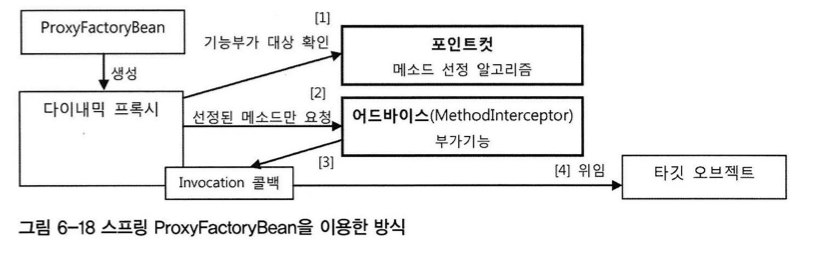 ProxyFactoryBean
[1]
기능부가 대상 확인
포인트컷
메소드 선정 알고리즘
생성
다이내믹 프록시
[2]
선정된 메소드만 요청
어드바이스(MethodInterceptor)
부가기능
[3]
Invocation 콜백
[4] 위임
타깃 오브젝트
그림 6-18 스프링 ProxyFactoryBean을 이용한 방식